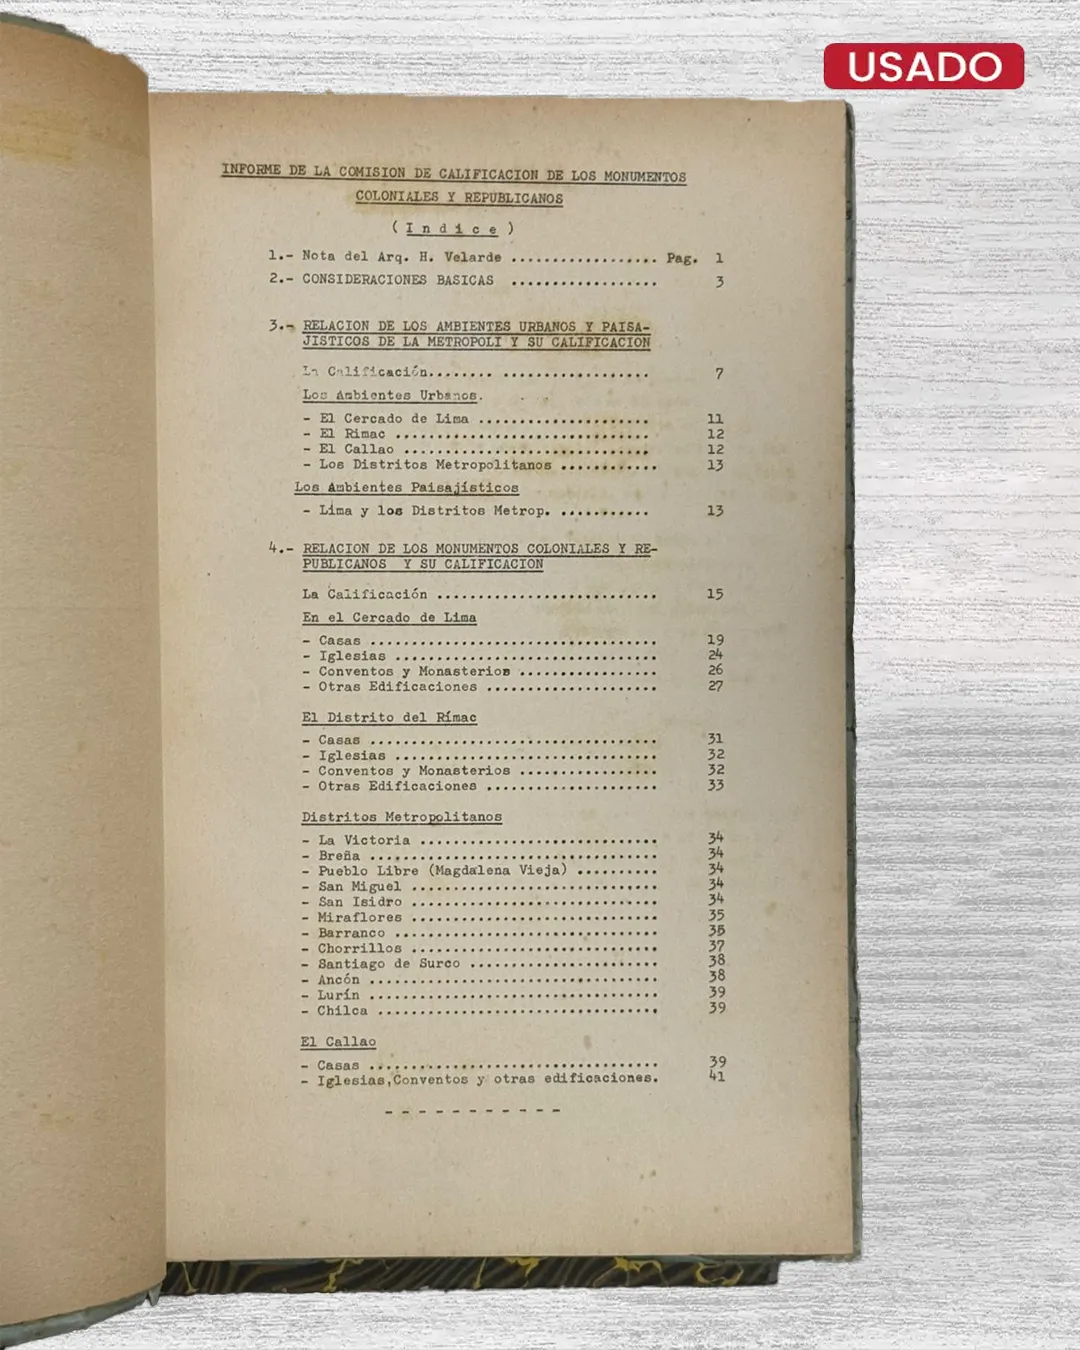 USADO
INFORME DE LA COMISION DE CALIFICACION DE LOS MONUMENTOS
COLONIALES Y REPUBLICANOS
( I n d i c e )
1.- Nota del Arq. H. Velarde .................. Pag. 1
2.- CONSIDERACIONES BASICAS .................. 3
3.- RELACION DE LOS AMBIENTES URBANOS Y PAISA-
JISTICOS DE LA METROPOLI Y SU CALIFICACION
La Calificación........ .................. 7
Los Ambientes Urbanos.
- El Cercado de Lima ..................... 11
- El Rimac ............................... 12
- El Callao .............................. 12
- Los Distritos Metropolitanos ............ 13
Los Ambientes Paisajísticos
- Lima y los Distritos Metrop. ........... 13
4.- RELACION DE LOS MONUMENTOS COLONIALES Y RE-
PUBLICANOS Y SU CALIFICACION
La Calificación ........................... 15
En el Cercado de Lima
- Casas ................................... 19
- Iglesias ................................ 24
- Conventos y Monasterios ................. 26
- Otras Edificaciones ..................... 27
El Distrito del Rímac
- Casas ................................... 31
- Iglesias ................................ 32
- Conventos y Monasterios ................. 32
- Otras Edificaciones ..................... 33
Distritos Metropolitanos
- La Victoria ............................. 34
- Breña ................................... 34
- Pueblo Libre (Magdalena Vieja) .......... 34
- San Miguel .............................. 34
- San Isidro .............................. 34
- Miraflores .............................. 35
- Barranco ................................ 35
- Chorrillos .............................. 37
- Santiago de Surco ....................... 38
- Ancón ................................... 38
- Lurín ................................... 39
- Chilca .................................. 39
El Callao
- Casas ................................... 39
- Iglesias,Conventos y otras edificaciones. 41
- - - - - - - - - - -